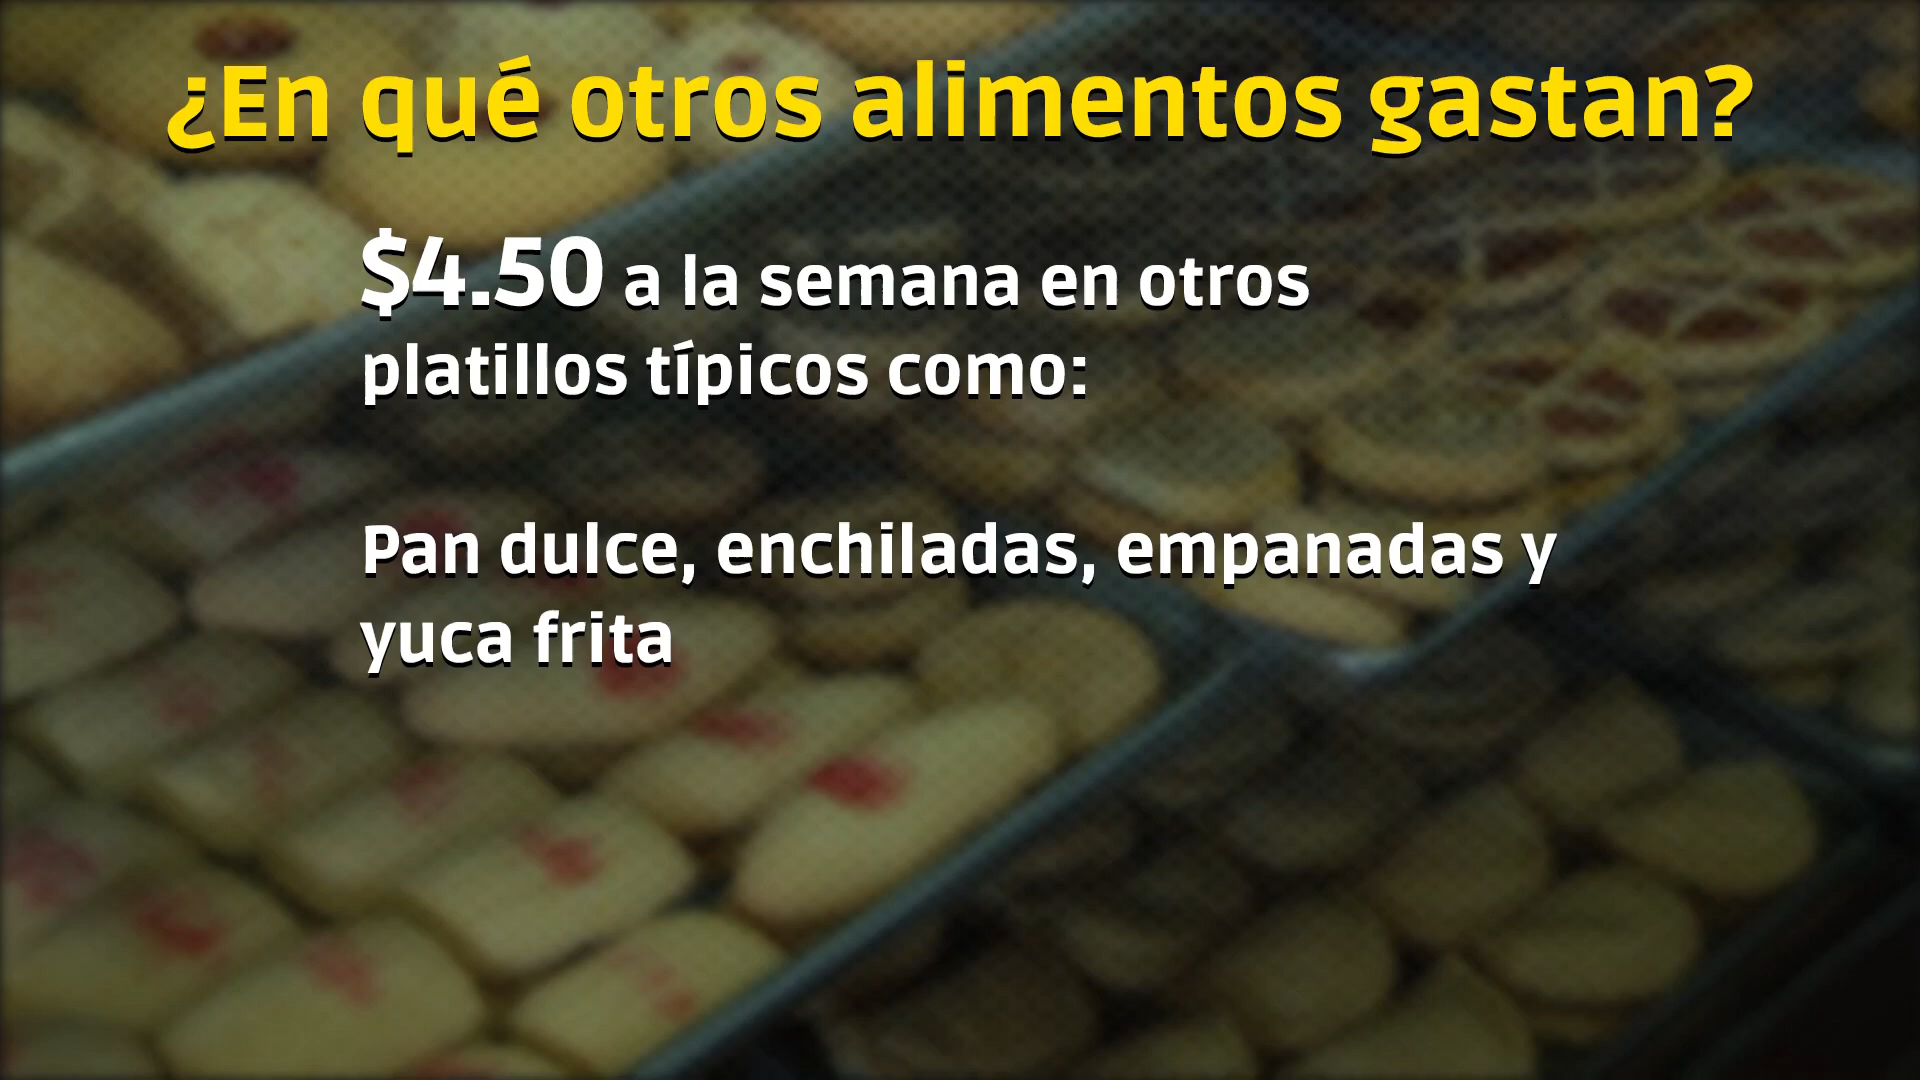 ¿En qué otros alimentos gastan?
$4.50 a la semana en otros
platillos típicos como:
Pan dulce, enchiladas, empanadas y
yuca frita